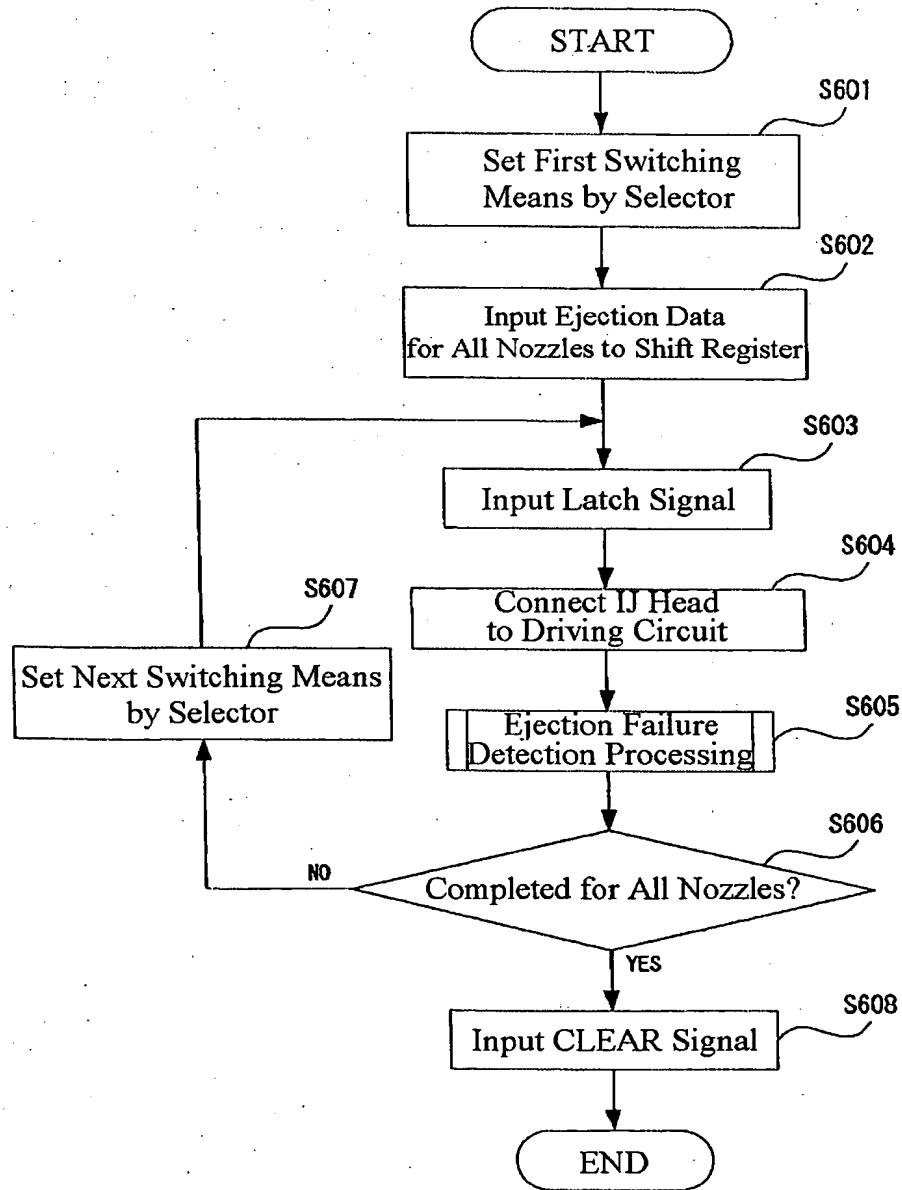 START
S601
Set First Switching
Means by Selector
S602
Input Ejection Data
for All Nozzles to Shift Register
S603
Input Latch Signal
S604
Connect IJ Head
to Driving Circuit
S607
Set Next Switching Means
by Selector
S605
Ejection Failure
Detection Processing
S606
Completed for All Nozzles?
NO
YES
S608
Input CLEAR Signal
END